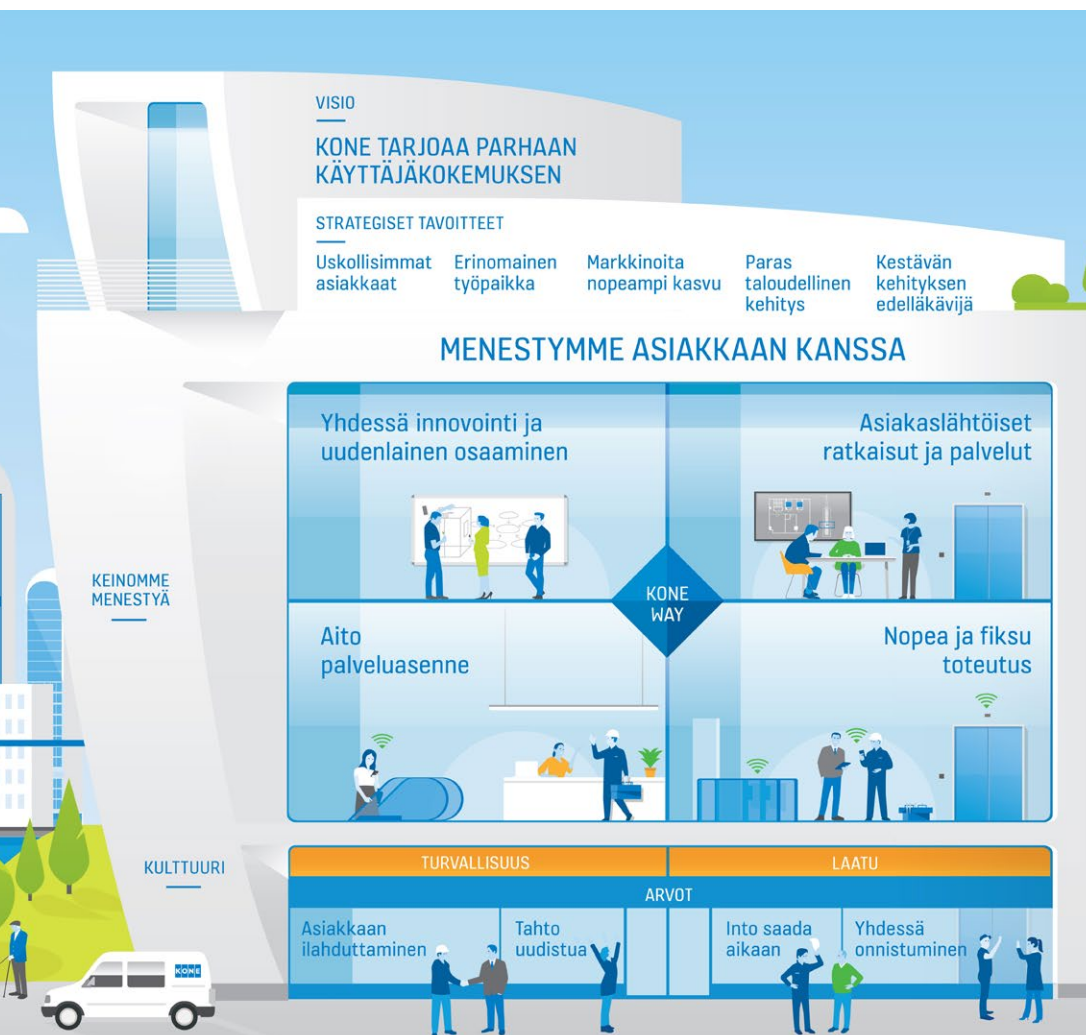 VISIO
KONE TARJOAA PARHAAN
KÄYTTÄJÄKOKEMUKSEN
STRATEGISET TAVOITTEET
Uskollisimmat
asiakkaat
Erinomainen
työpaikka
Markkinoita
nopeampi kasvu
Paras
taloudellinen
kehitys
Kestävän
kehityksen
edelläkävijä
MENESTYMME ASIAKKAAN KANSSA
KEINOMME
MENESTYÄ
Yhdessä innovointi ja
uudenlainen osaaminen
Asiakaslähtöiset
ratkaisut ja palvelut
KONE
WAY
Aito
palveluasenne
Nopea ja fiksu
toteutus
KULTTUURI
TURVALLISUUS
LAATU
ARVOT
Asiakkaan
ilahduttaminen
Tahto
uudistua
Into saada
aikaan
Yhdessä
onnistuminen
KONE